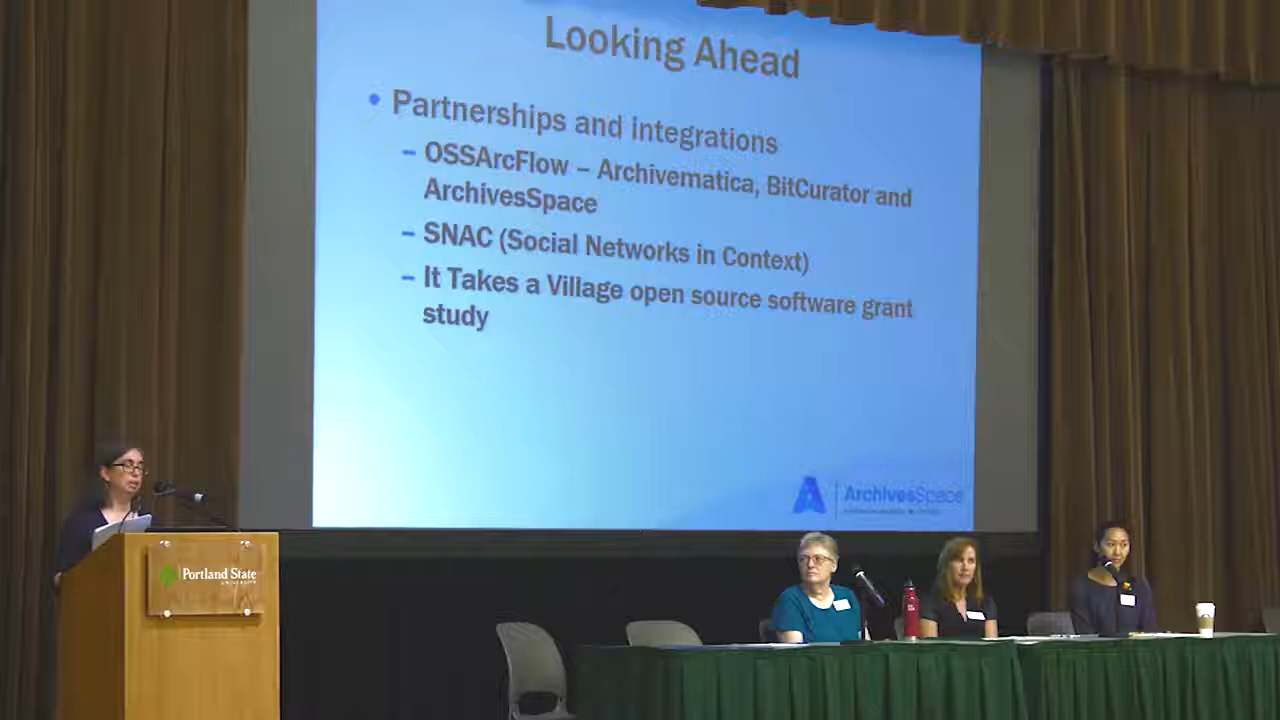 Looking Ahead
• Partnerships and integrations
– OSSArcFlow – Archivematica, BitCurator and
ArchivesSpace
– SNAC (Social Networks in Context)
– It Takes a Village open source software grant
study
A ArchivesSpace
Portland State
UNIVERSITY